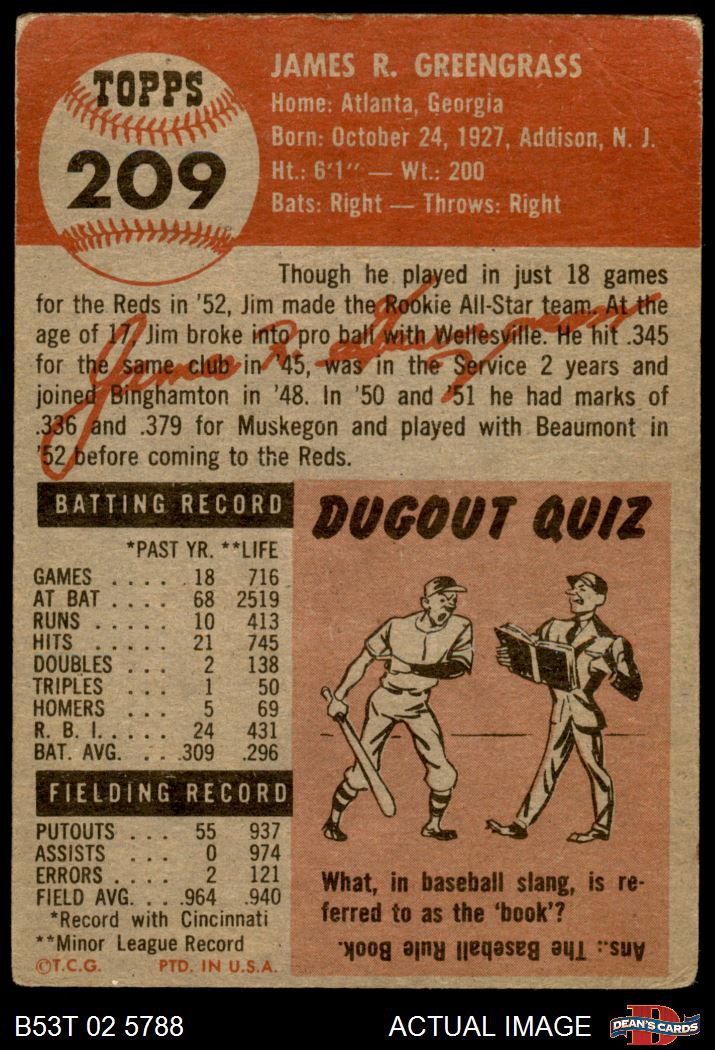 TOPPS
209
JAMES R. GREENGRASS
Home: Atlanta, Georgia
Born: October 24, 1927, Addison, N. J.
Ht.: 6'1" — Wt.: 200
Bats: Right — Throws: Right
Though he played in just 18 games
for the Reds in '52, Jim made the Rookie All-Star team. At the
age of 17, Jim broke into pro ball with Wellesville. He hit .345
for the same club in '45, was in the Service 2 years and
joined Binghamton in '48. In '50 and '51 he had marks of
.336 and .379 for Muskegon and played with Beaumont in
'52 before coming to the Reds.
James R. Greengrass
BATTING RECORD
*PAST YR. **LIFE
GAMES .... 18 716
AT BAT .... 68 2519
RUNS .... 10 413
HITS .... 21 745
DOUBLES ... 2 138
TRIPLES ... 1 50
HOMERS ... 5 69
R. B. I. .... 24 431
BAT. AVG. ... .309 .296
FIELDING RECORD
PUTOUTS ... 55 937
ASSISTS ... 0 974
ERRORS .... 2 121
FIELD AVG. ... .964 .940
*Record with Cincinnati
**Minor League Record
©T.C.G. PTD. IN U.S.A.
DUGOUT QUIZ
What, in baseball slang, is re-
ferred to as the 'book'?
Ans.: The Baseball Rule Book.
B53T 02 5788 ACTUAL IMAGE
D
DEAN'S CARDS